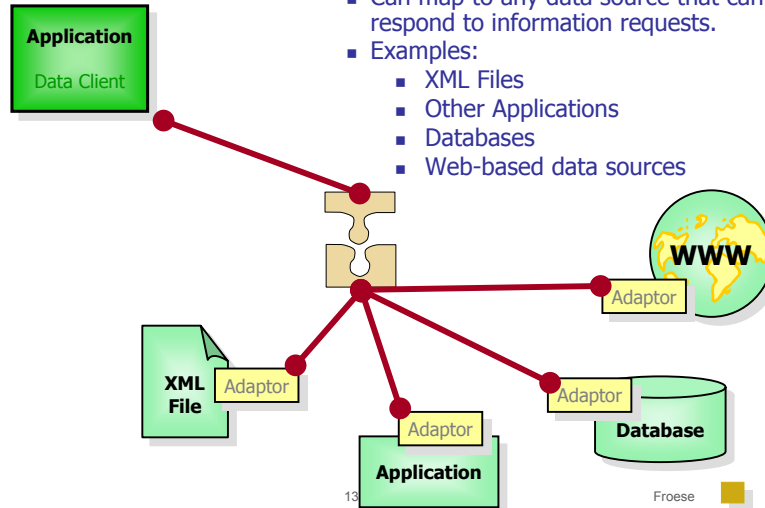 Can map to any data source that can
respond to information requests.
Examples:
XML Files
Other Applications
Databases
Web-based data sources
Application
Data Client
WWW
Adaptor
XML
File
Adaptor
Adaptor
Adaptor
Database
Application
13
Froese